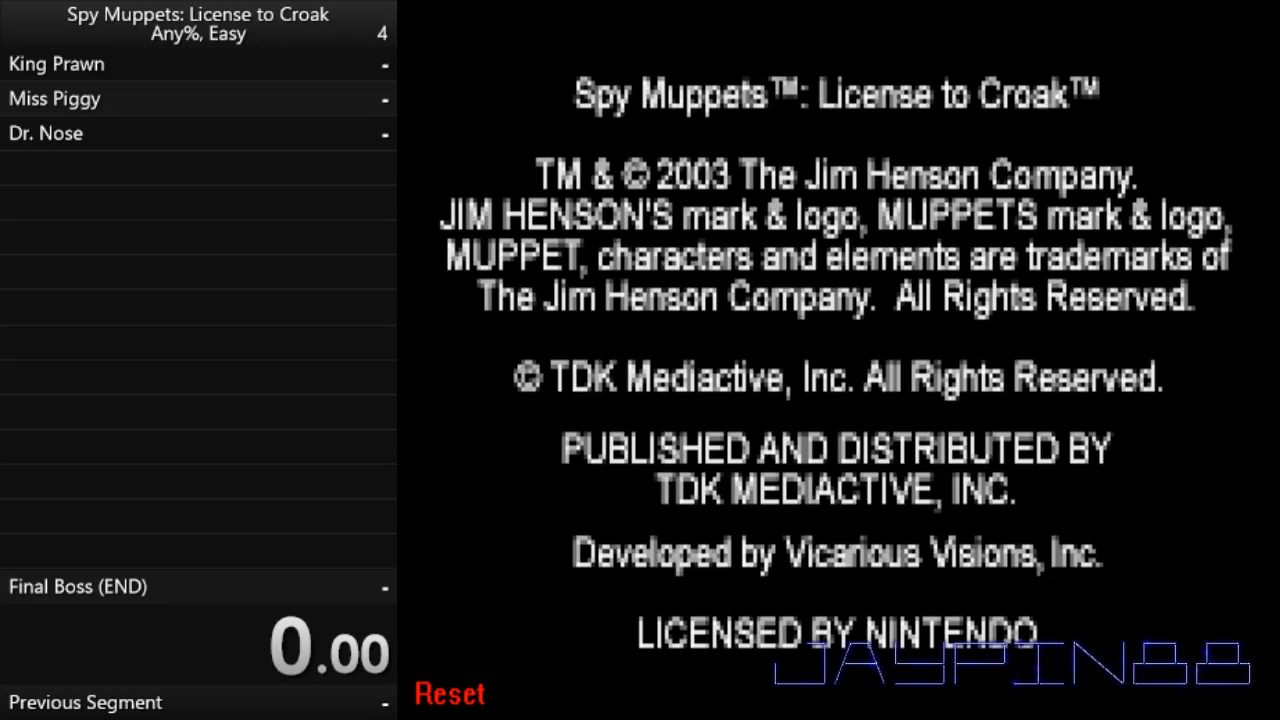 Spy Muppets: License to Croak
Any%, Easy 4
King Prawn -
Miss Piggy -
Dr. Nose -
Final Boss (END) -
0.00
Previous Segment -
Spy Muppets™: License to Croak™
TM & © 2003 The Jim Henson Company.
JIM HENSON'S mark & logo, MUPPETS mark & logo,
MUPPET, characters and elements are trademarks of
The Jim Henson Company. All Rights Reserved.
© TDK Mediactive, Inc. All Rights Reserved.
PUBLISHED AND DISTRIBUTED BY
TDK MEDIACTIVE, INC.
Developed by Vicarious Visions, Inc.
LICENSED BY NINTENDO
JAYPIN88
Reset